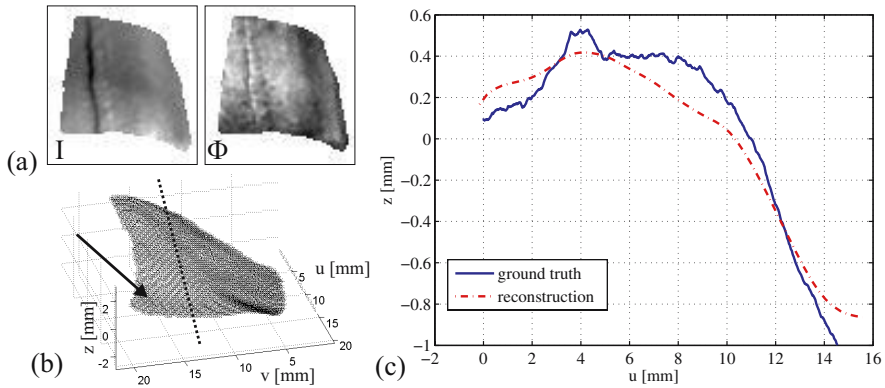 I
Φ
(a)
u [mm]
5
10
15
20
z [mm]
2
0
-2
20
15
10
5
v [mm]
(b)
z [mm]
0.6
0.4
0.2
0
−0.2
−0.4
−0.6
−0.8
−1
ground truth
reconstruction
−2 0 2 4 6 8 10 12 14 16
u [mm]
(c)